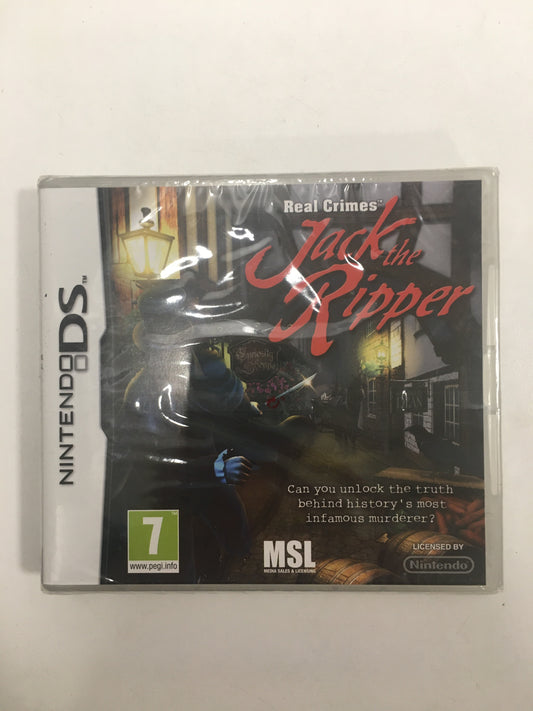 NINTENDO DS™
Real Crimes™
Jack
the
Ripper
Can you unlock the truth
behind history's most
infamous murderer?
7
www.pegi.info
MSL
MEDIA SALES & LICENSING
LICENSED BY
Nintendo